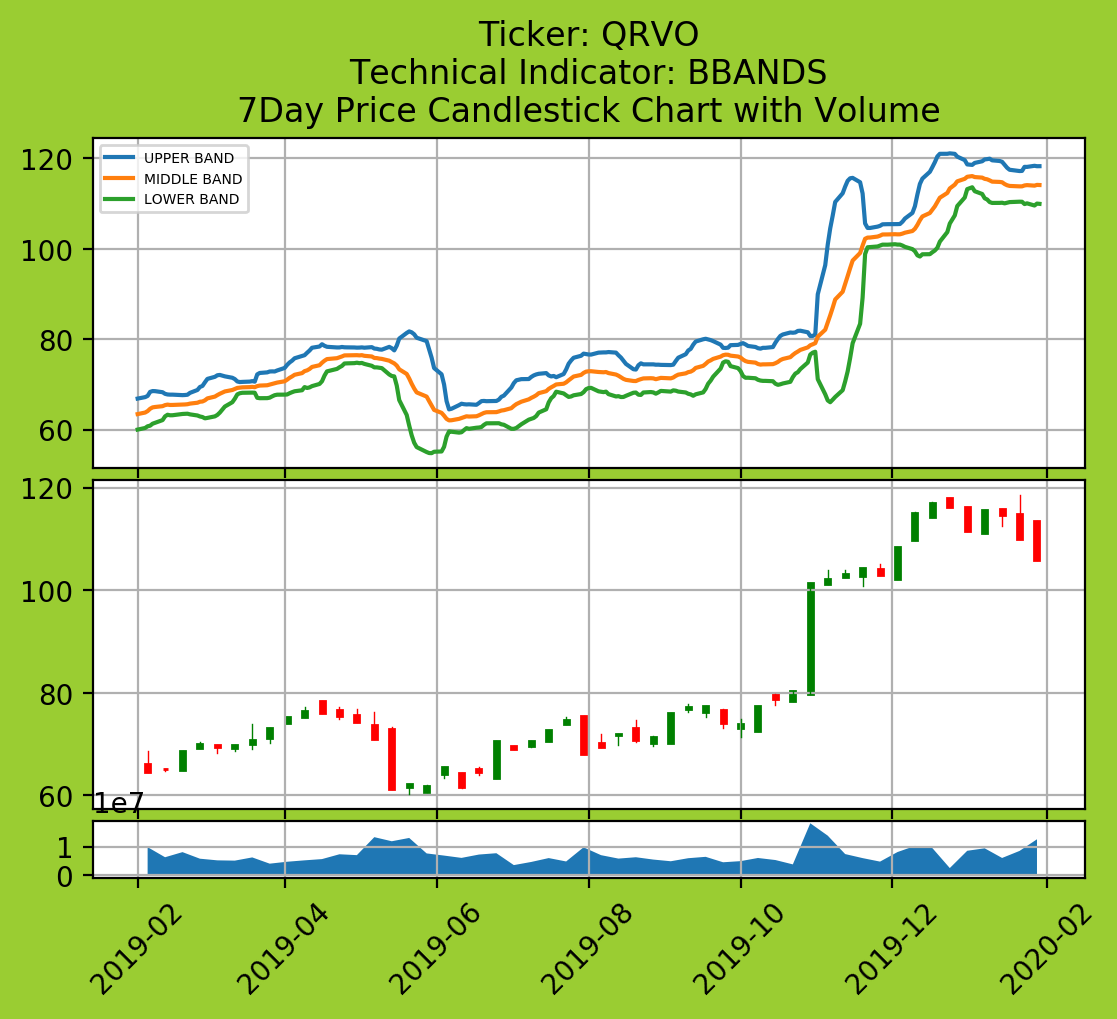 Ticker: QRVO
Technical Indicator: BBANDS
7Day Price Candlestick Chart with Volume
UPPER BAND
MIDDLE BAND
LOWER BAND
120
100
80
60
120
100
80
60
1e7
1
0
2019-02
2019-04
2019-06
2019-08
2019-10
2019-12
2020-02